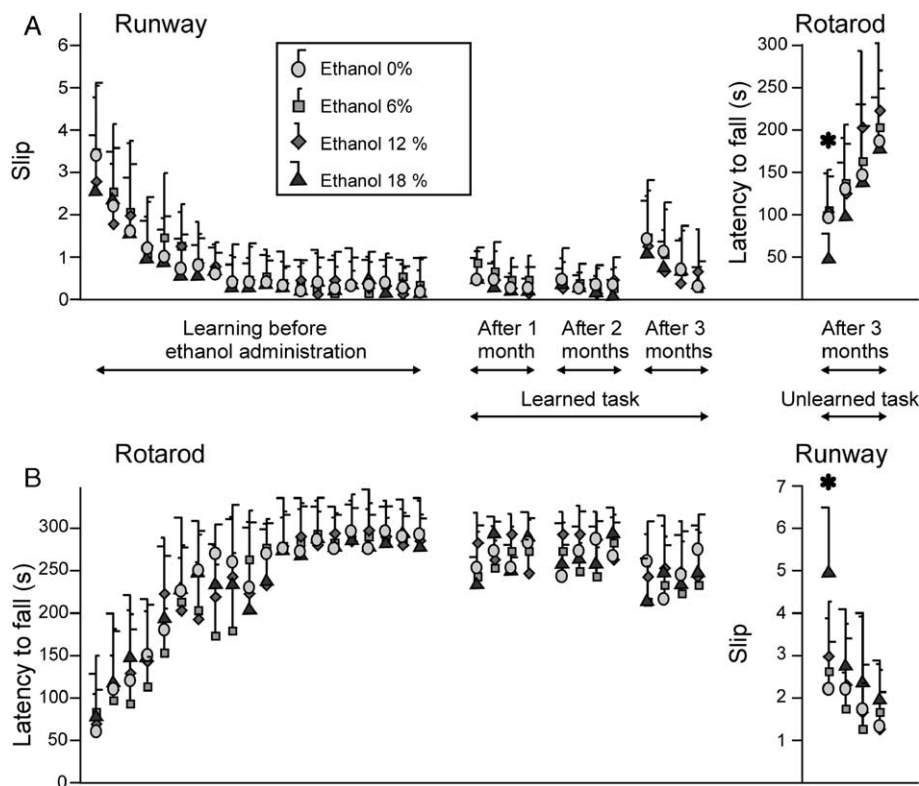 A
Runway
Rotarod
6
5
4
3
2
1
0
Slip
Ethanol 0%
Ethanol 6%
Ethanol 12 %
Ethanol 18 %
300
250
200
150
100
50
Latency to fall (s)
*
Learning before
ethanol administration
After 1
month
After 2
months
After 3
months
After 3
months
Learned task
Unlearned task
B
Rotarod
Runway
300
250
200
150
100
50
0
Latency to fall (s)
7
6
5
4
3
2
1
Slip
*